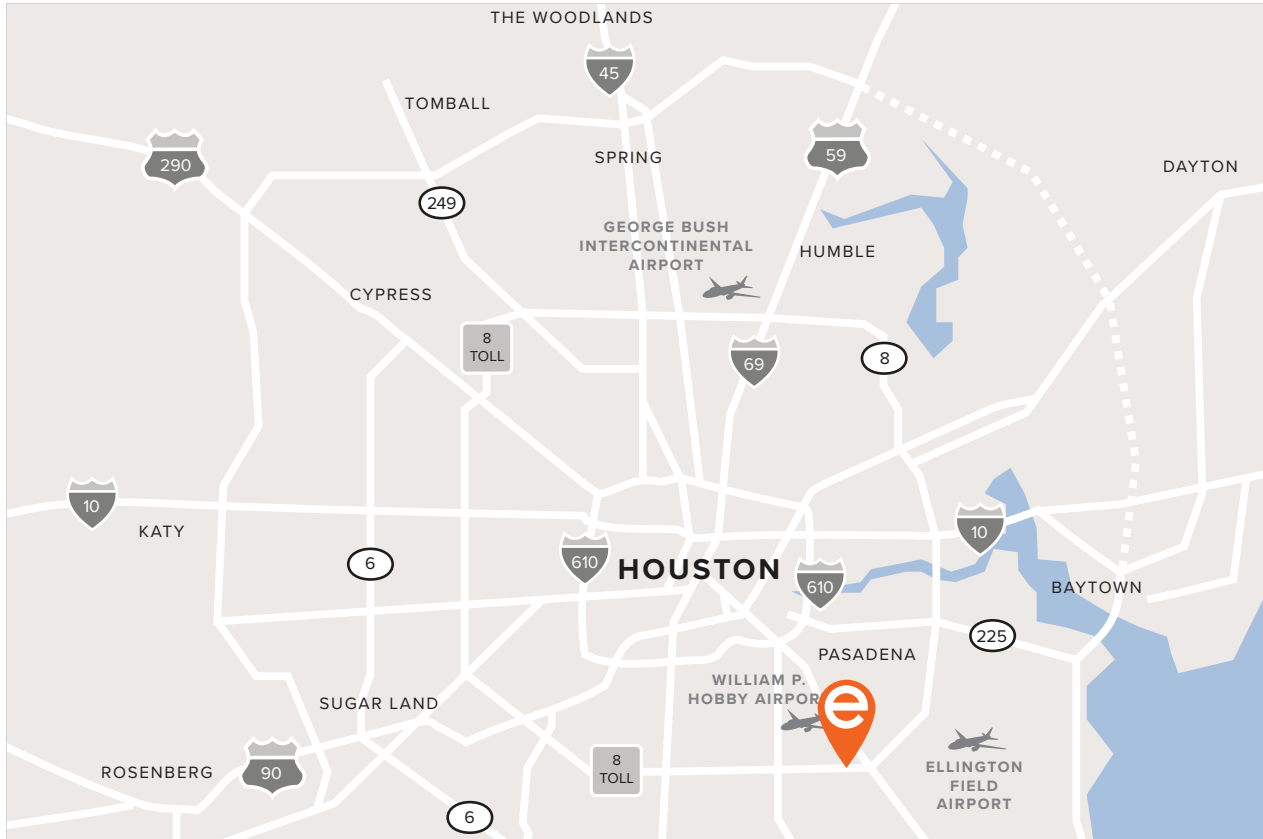 THE WOODLANDS
45
TOMBALL
290
SPRING
59
DAYTON
249
GEORGE BUSH
INTERCONTINENTAL
AIRPORT
HUMBLE
CYPRESS
8
TOLL
69
8
10
KATY
6
610
HOUSTON
610
10
BAYTOWN
225
PASADENA
WILLIAM P.
HOBBY AIRPOR
e
SUGAR LAND
ROSENBERG
90
8
TOLL
ELLINGTON
FIELD
AIRPORT
6